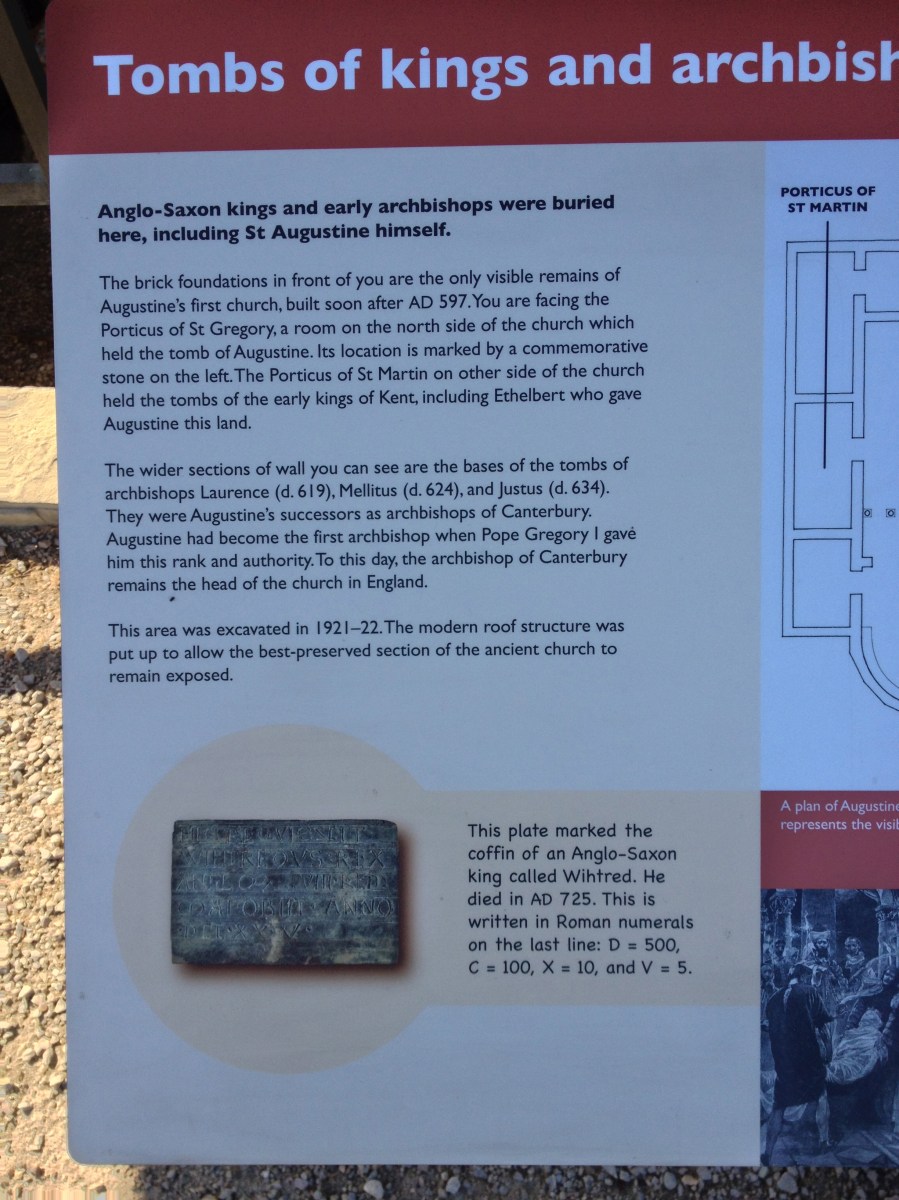 Tombs of kings and archbish
Anglo-Saxon kings and early archbishops were buried
here, including St Augustine himself.
The brick foundations in front of you are the only visible remains of
Augustine's first church, built soon after AD 597. You are facing the
Porticus of St Gregory, a room on the north side of the church which
held the tomb of Augustine. Its location is marked by a commemorative
stone on the left. The Porticus of St Martin on other side of the church
held the tombs of the early kings of Kent, including Ethelbert who gave
Augustine this land.
The wider sections of wall you can see are the bases of the tombs of
archbishops Laurence (d. 619), Mellitus (d. 624), and Justus (d. 634).
They were Augustine's successors as archbishops of Canterbury.
Augustine had become the first archbishop when Pope Gregory I gave
him this rank and authority. To this day, the archbishop of Canterbury
remains the head of the church in England.
This area was excavated in 1921–22. The modern roof structure was
put up to allow the best-preserved section of the ancient church to
remain exposed.
REX
OBIIT ANNO
This plate marked the
coffin of an Anglo-Saxon
king called Wihtred. He
died in AD 725. This is
written in Roman numerals
on the last line: D = 500,
C = 100, X = 10, and V = 5.
PORTICUS OF
ST MARTIN
A plan of Augustine
represents the visib